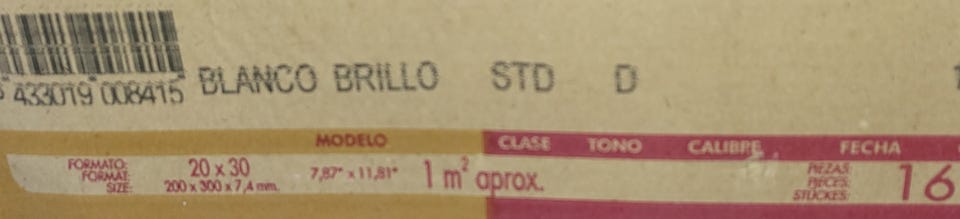 433019 008415 BLANCO BRILLO STD D
MODELO CLASE TONO CALIBRE FECHA
FORMATO: 20 x 30 7,87" x 11,81" 1 m² aprox. PIEZAS: 16
FORMAT: PIECES:
SIZE: 200 x 300 x 7,4 mm. STÜCKES: